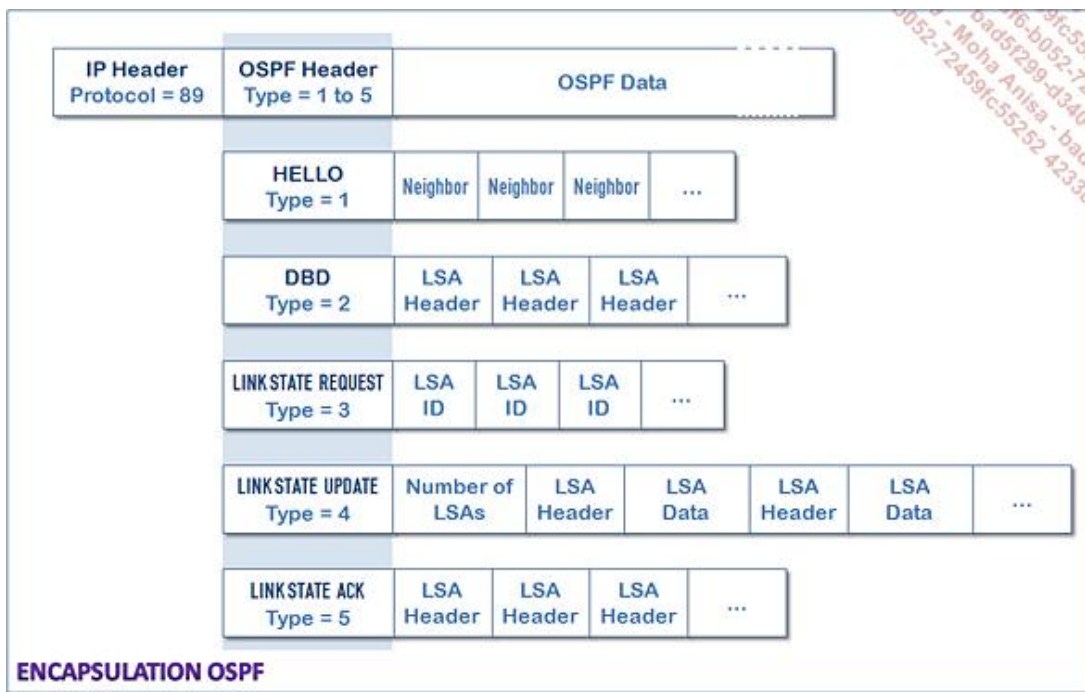 IP Header
Protocol = 89
OSPF Header
Type = 1 to 5
OSPF Data
HELLO
Type = 1
Neighbor
Neighbor
Neighbor
...
DBD
Type = 2
LSA
Header
LSA
Header
LSA
Header
...
LINK STATE REQUEST
Type = 3
LSA
ID
LSA
ID
LSA
ID
...
LINK STATE UPDATE
Type = 4
Number of
LSAs
LSA
Header
LSA
Data
LSA
Header
LSA
Data
...
LINK STATE ACK
Type = 5
LSA
Header
LSA
Header
LSA
Header
...
ENCAPSULATION OSPF
- Moha Anisa -